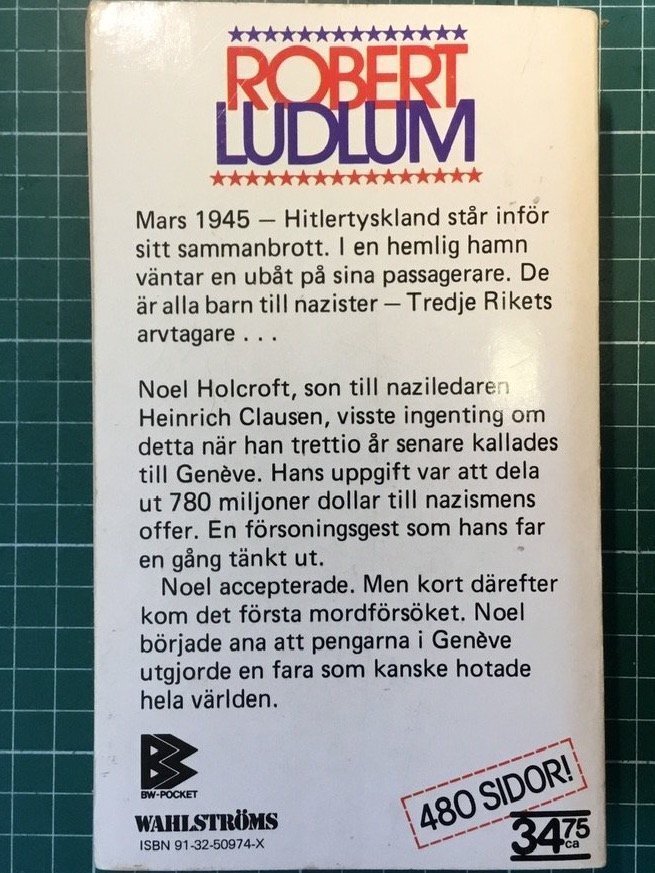 ROBERT
LUDLUM
Mars 1945 — Hitlertyskland står inför
sitt sammanbrott. I en hemlig hamn
väntar en ubåt på sina passagerare. De
är alla barn till nazister — Tredje Rikets
arvtagare . . .
Noel Holcroft, son till naziledaren
Heinrich Clausen, visste ingenting om
detta när han trettio år senare kallades
till Genève. Hans uppgift var att dela
ut 780 miljoner dollar till nazismens
offer. En försoningsgest som hans far
en gång tänkt ut.
Noel accepterade. Men kort därefter
kom det första mordförsöket. Noel
började ana att pengarna i Genève
utgjorde en fara som kanske hotade
hela världen.
BW-POCKET
WAHLSTRÖMS
ISBN 91-32-50974-X
480 SIDOR!
34 75
ca